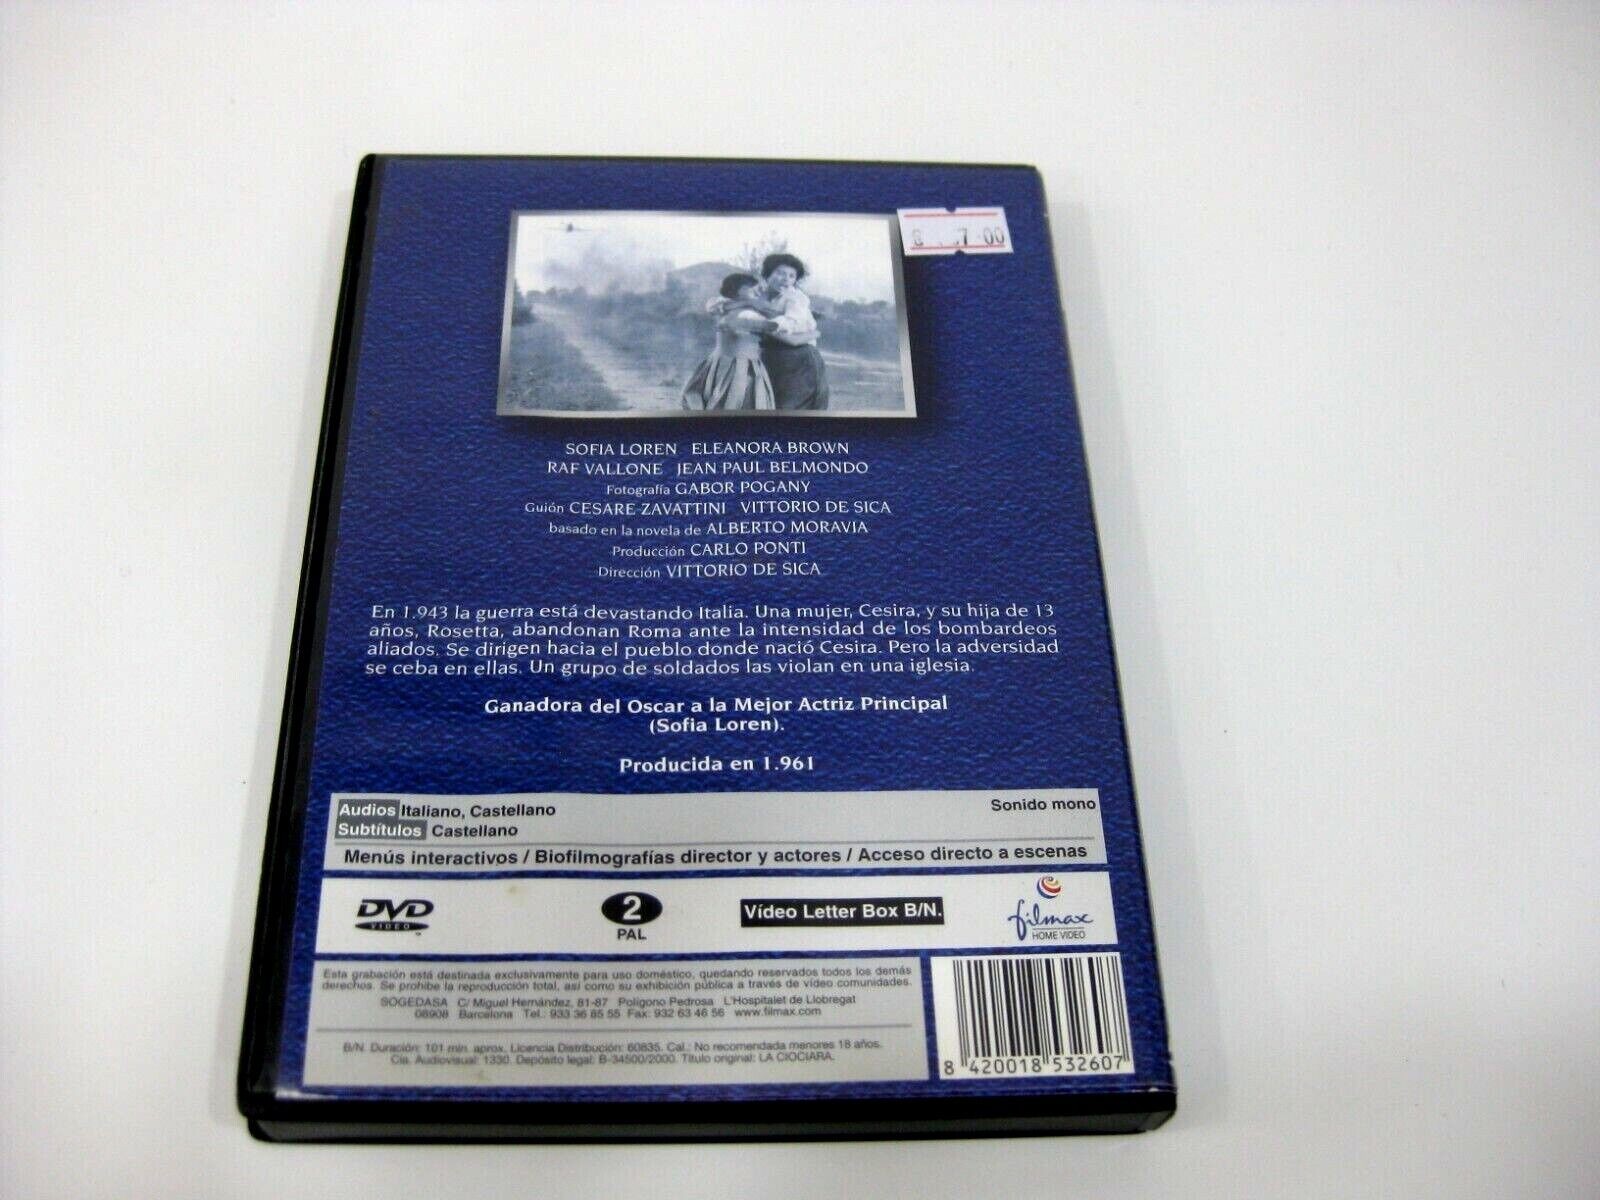 7.00
SOFIA LOREN ELEANORA BROWN
RAF VALLONE JEAN PAUL BELMONDO
Fotografía GABOR POGANY
Guión CESARE ZAVATTINI VITTORIO DE SICA
basado en la novela de ALBERTO MORAVIA
Producción CARLO PONTI
Dirección VITTORIO DE SICA
En 1.943 la guerra está devastando Italia. Una mujer, Cesira, y su hija de 13
años, Rosetta, abandonan Roma ante la intensidad de los bombardeos
aliados. Se dirigen hacia el pueblo donde nació Cesira. Pero la adversidad
se ceba en ellas. Un grupo de soldados las violan en una iglesia.
Ganadora del Oscar a la Mejor Actriz Principal
(Sofia Loren).
Producida en 1.961
Audios Italiano, Castellano
Sonido mono
Subtítulos Castellano
Menús interactivos / Biofilmografías director y actores / Acceso directo a escenas
DVD
VIDEO
2
PAL
Vídeo Letter Box B/N.
filmax
HOME VIDEO
Esta grabación está destinada exclusivamente para uso doméstico, quedando reservados todos los demás
derechos. Se prohibe la reproducción total, así como su exhibición pública a través de vídeo comunidades.
SOGEDASA C/ Miguel Hernández, 81-87 Polígono Pedrosa L'Hospitalet de Llobregat
08908 Barcelona Tel.: 933 36 85 55 Fax: 932 63 46 56 www.filmax.com
B/N. Duración: 101 min. aprox. Licencia Distribución: 60835. Cal.: No recomendada menores 18 años.
Cia. Audiovisual: 1330. Depósito legal: B-34500/2000. Título original: LA CIOCIARA.
8 420018 532607